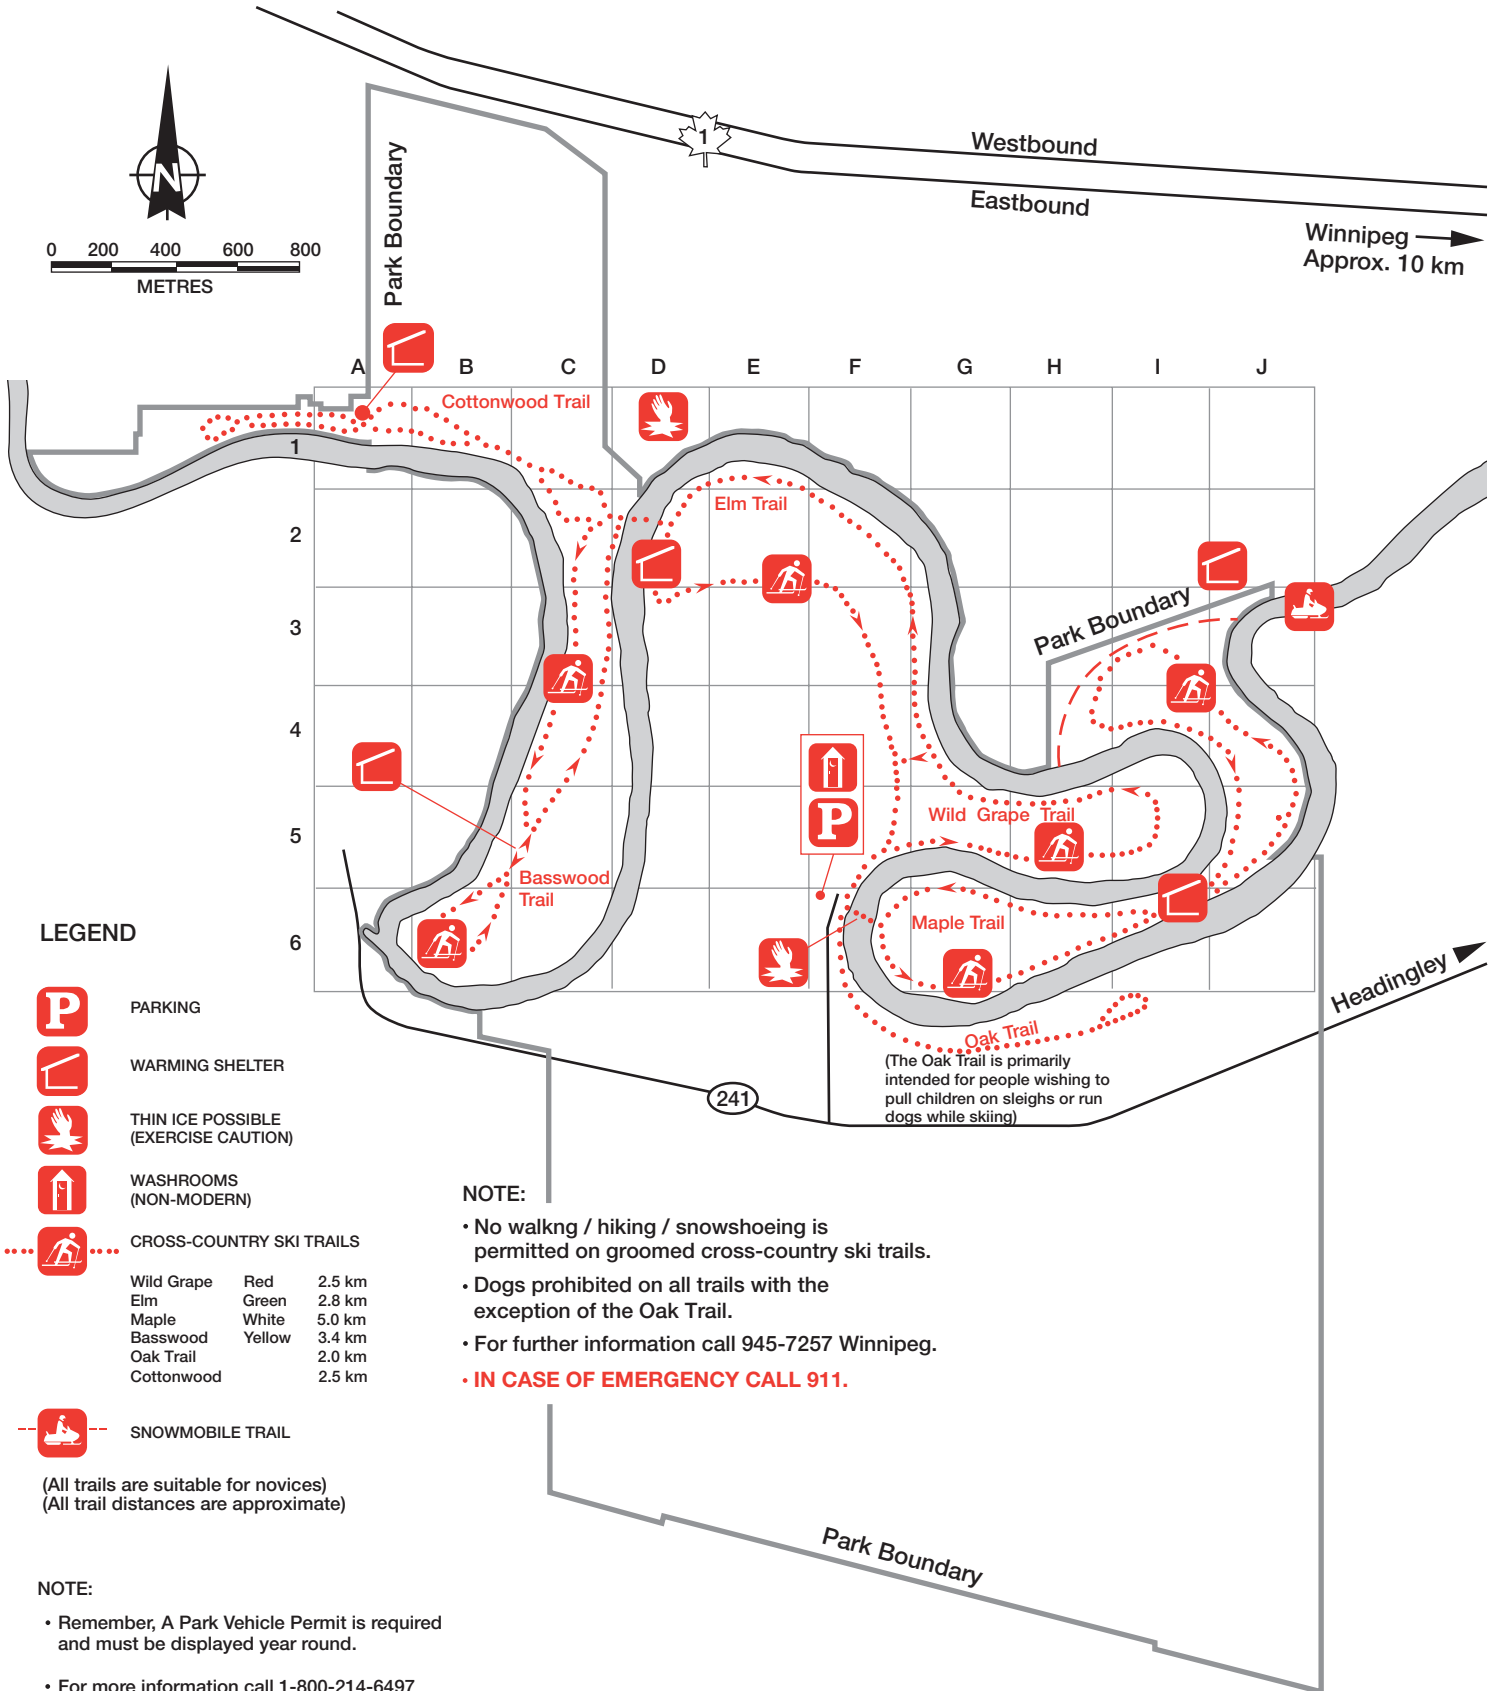 1
Westbound
Eastbound
Winnipeg
Approx. 10 km
N
0 200 400 600 800
METRES
Park Boundary
A B C D E F G H I J
Cottonwood Trail
1
Elm Trail
2
3
Park Boundary
4
Wild Grape Trail
P
5
Basswood
Trail
Maple Trail
6
Headingley
Oak Trail
(The Oak Trail is primarily
intended for people wishing to
pull children on sleighs or run
dogs while skiing)
241
LEGEND
P PARKING
WARMING SHELTER
THIN ICE POSSIBLE
(EXERCISE CAUTION)
WASHROOMS
(NON-MODERN)
CROSS-COUNTRY SKI TRAILS
Wild Grape Red 2.5 km
Elm Green 2.8 km
Maple White 5.0 km
Basswood Yellow 3.4 km
Oak Trail 2.0 km
Cottonwood 2.5 km
SNOWMOBILE TRAIL
(All trails are suitable for novices)
(All trail distances are approximate)
NOTE:
• No walkng / hiking / snowshoeing is
permitted on groomed cross-country ski trails.
• Dogs prohibited on all trails with the
exception of the Oak Trail.
• For further information call 945-7257 Winnipeg.
• IN CASE OF EMERGENCY CALL 911.
Park Boundary
NOTE:
• Remember, A Park Vehicle Permit is required
and must be displayed year round.
• For more information call 1-800-214-6497